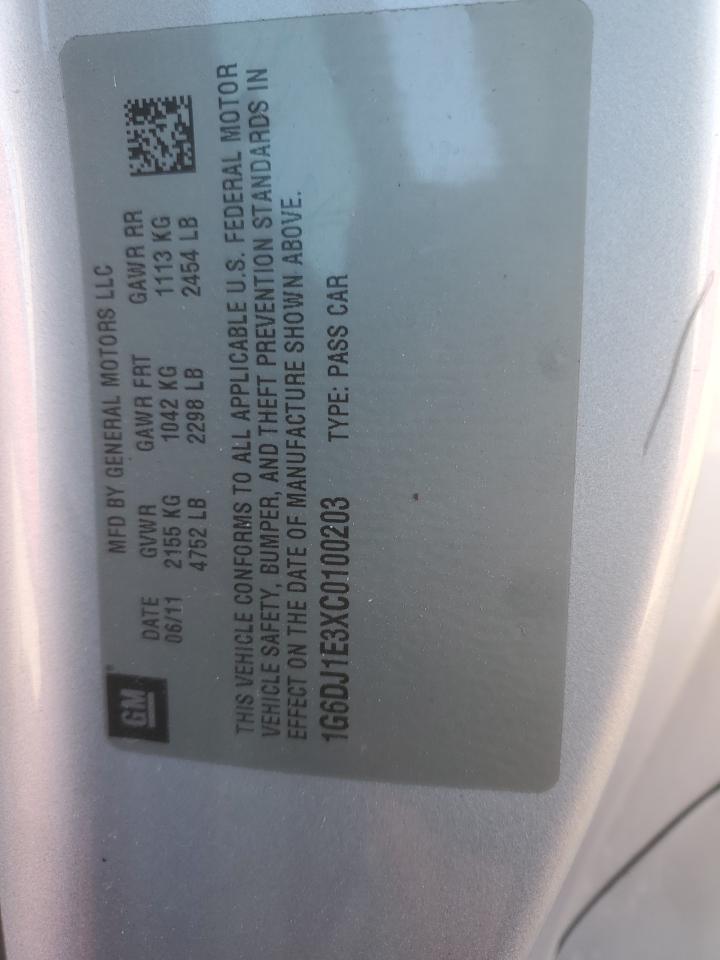 GM ®
MFD BY GENERAL MOTORS LLC
DATE GVWR GAWR FRT GAWR RR
06/11 2155 KG 1042 KG 1113 KG
4752 LB 2298 LB 2454 LB
THIS VEHICLE CONFORMS TO ALL APPLICABLE U.S. FEDERAL MOTOR
VEHICLE SAFETY, BUMPER, AND THEFT PREVENTION STANDARDS IN
EFFECT ON THE DATE OF MANUFACTURE SHOWN ABOVE.
1G6DJ1E3XC0100203 TYPE: PASS CAR